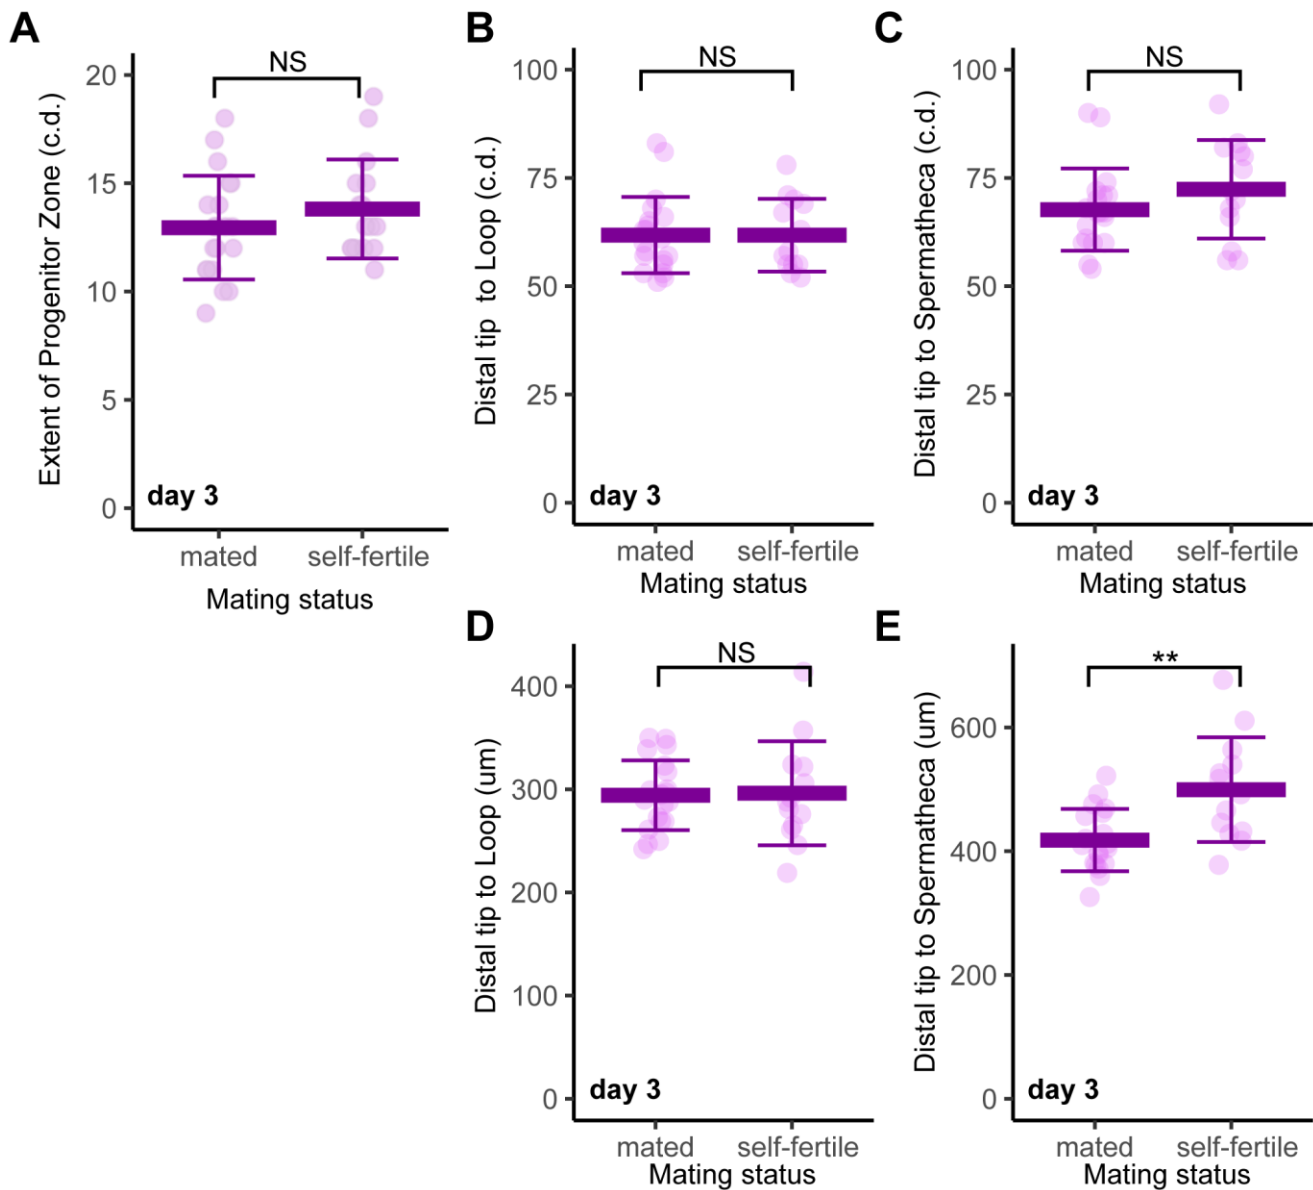 A
Extent of Progenitor Zone (c.d.)
20
15
10
5
0
NS
day 3
mated
self-fertile
Mating status
B
Distal tip  to Loop (c.d.)
100
75
50
25
0
NS
day 3
mated
self-fertile
Mating status
C
Distal tip to Spermatheca (c.d.)
100
75
50
25
0
NS
day 3
mated
self-fertile
Mating status
D
Distal tip to Loop (um)
400
300
200
100
0
NS
day 3
mated
self-fertile
Mating status
E
Distal tip to Spermatheca (um)
600
400
200
0
**
day 3
mated
self-fertile
Mating status